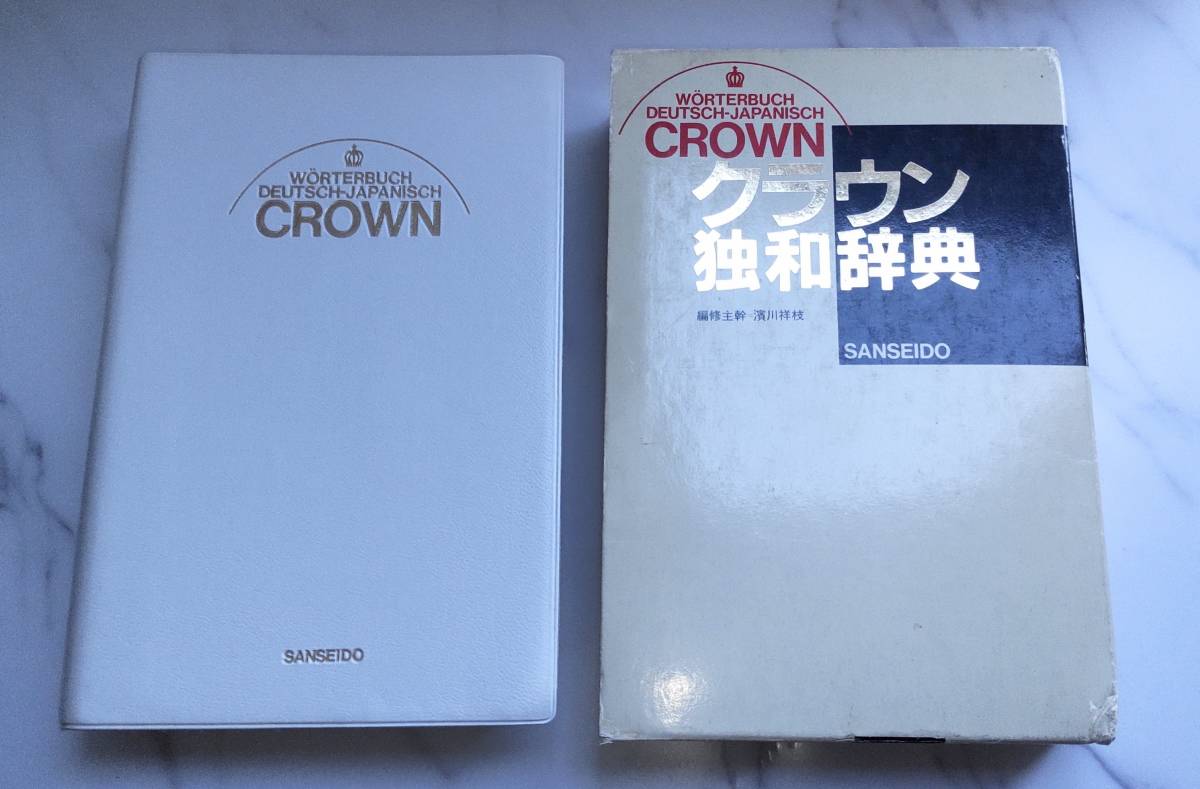 WÖRTERBUCH
DEUTSCH-JAPANISCH
CROWN
SANSEIDO
WÖRTERBUCH
DEUTSCH-JAPANISCH
CROWN
クラウン
独和辞典
編修主幹=濱川祥枝
SANSEIDO